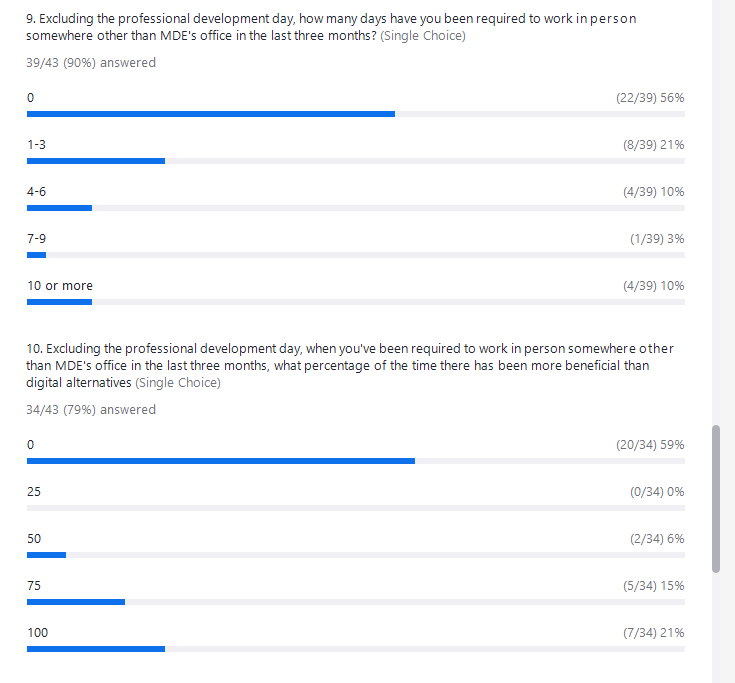 9. Excluding the professional development day, how many days have you been required to work in person
somewhere other than MDE's office in the last three months? (Single Choice)
39/43 (90%) answered
0 (22/39) 56%
1-3 (8/39) 21%
4-6 (4/39) 10%
7-9 (1/39) 3%
10 or more (4/39) 10%
10. Excluding the professional development day, when you've been required to work in person somewhere other
than MDE's office in the last three months, what percentage of the time there has been more beneficial than
digital alternatives (Single Choice)
34/43 (79%) answered
0 (20/34) 59%
25 (0/34) 0%
50 (2/34) 6%
75 (5/34) 15%
100 (7/34) 21%